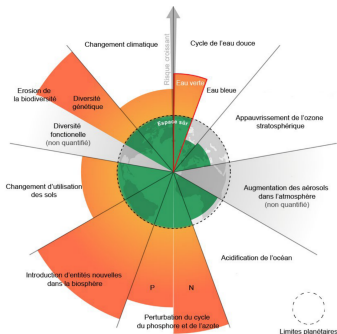 Changement climatique
Cycle de l'eau douce
Risque croissant
Eau verte
Eau bleue
Erosion de
la biodiversité
Diversité
génétique
Appauvrissement de l'ozone
stratosphérique
Espace sûr
Diversité
fonctionelle
(non quantifié)
Changement d'utilisation
des sols
Augmentation des aérosols
dans l'atmosphère
(non quantifié)
Introduction d'entités nouvelles
dans la biosphère
Acidification de l'océan
P
N
Perturbation du cycle
du phosphore et de l'azote
Limites planétaires